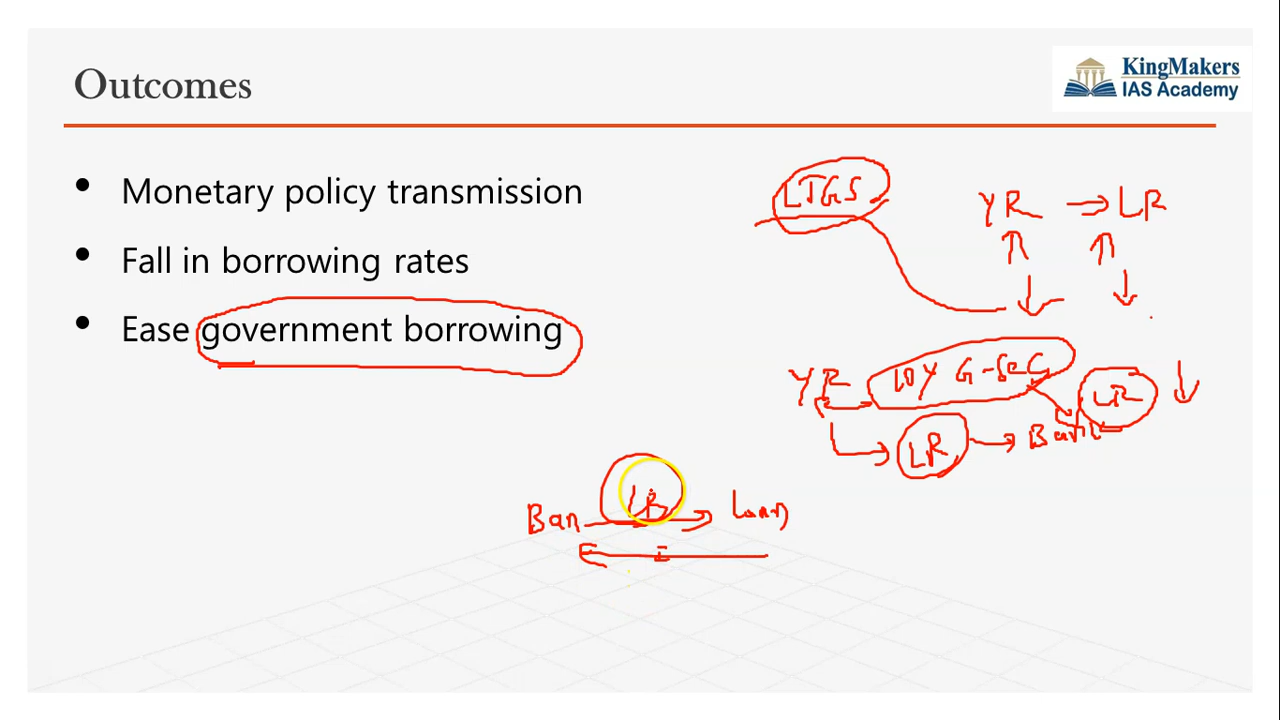 Outcomes
KingMakers
IAS Academy
• Monetary policy transmission
• Fall in borrowing rates
• Ease government borrowing
LTGS
YR → LR
↑ ↑
↓ ↓
YR 10Y G-Sec LR ↓
LR → Bank
Ban LR → Loan
I